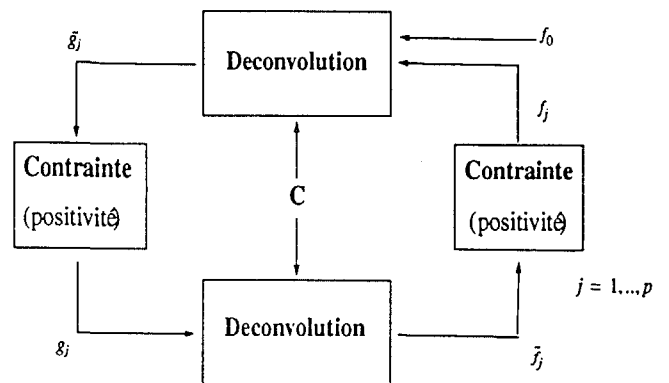 g̃j
Deconvolution
f0
fj
Contrainte
(positivité)
C
Contrainte
(positivité)
j = 1,..,p
gj
Deconvolution
f̃j